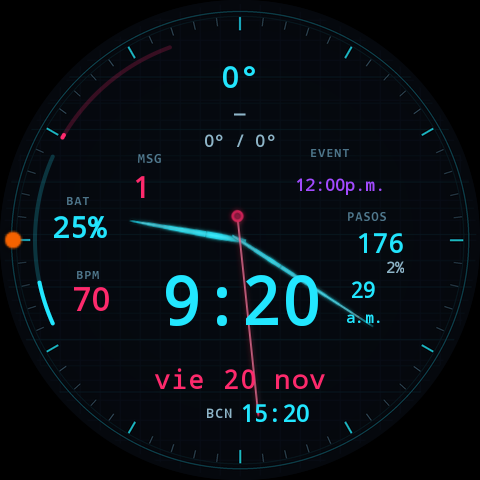 0°
—
0° / 0°
MSG
1
EVENT
12:00p.m.
BAT
25%
PASOS
176
2%
BPM
70
9:20
29
a.m.
vie 20 nov
BCN 15:20